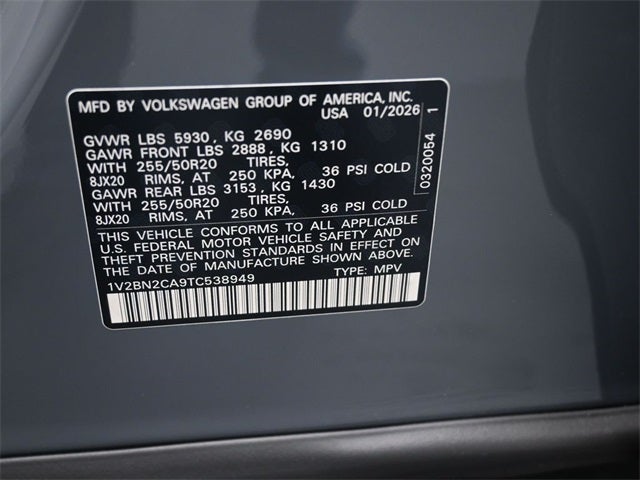 MFD BY VOLKSWAGEN GROUP OF AMERICA, INC.
USA 01/2026
GVWR LBS 5930, KG 2690
GAWR FRONT LBS 2888, KG 1310
WITH 255/50R20 TIRES,
8JX20 RIMS, AT 250 KPA, 36 PSI COLD
GAWR REAR LBS 3153, KG 1430
WITH 255/50R20 TIRES,
8JX20 RIMS, AT 250 KPA, 36 PSI COLD
THIS VEHICLE CONFORMS TO ALL APPLICABLE
U.S. FEDERAL MOTOR VEHICLE SAFETY AND
THEFT PREVENTION STANDARDS IN EFFECT ON
THE DATE OF MANUFACTURE SHOWN ABOVE.
1V2BN2CA9TC538949 TYPE: MPV
0320054 1